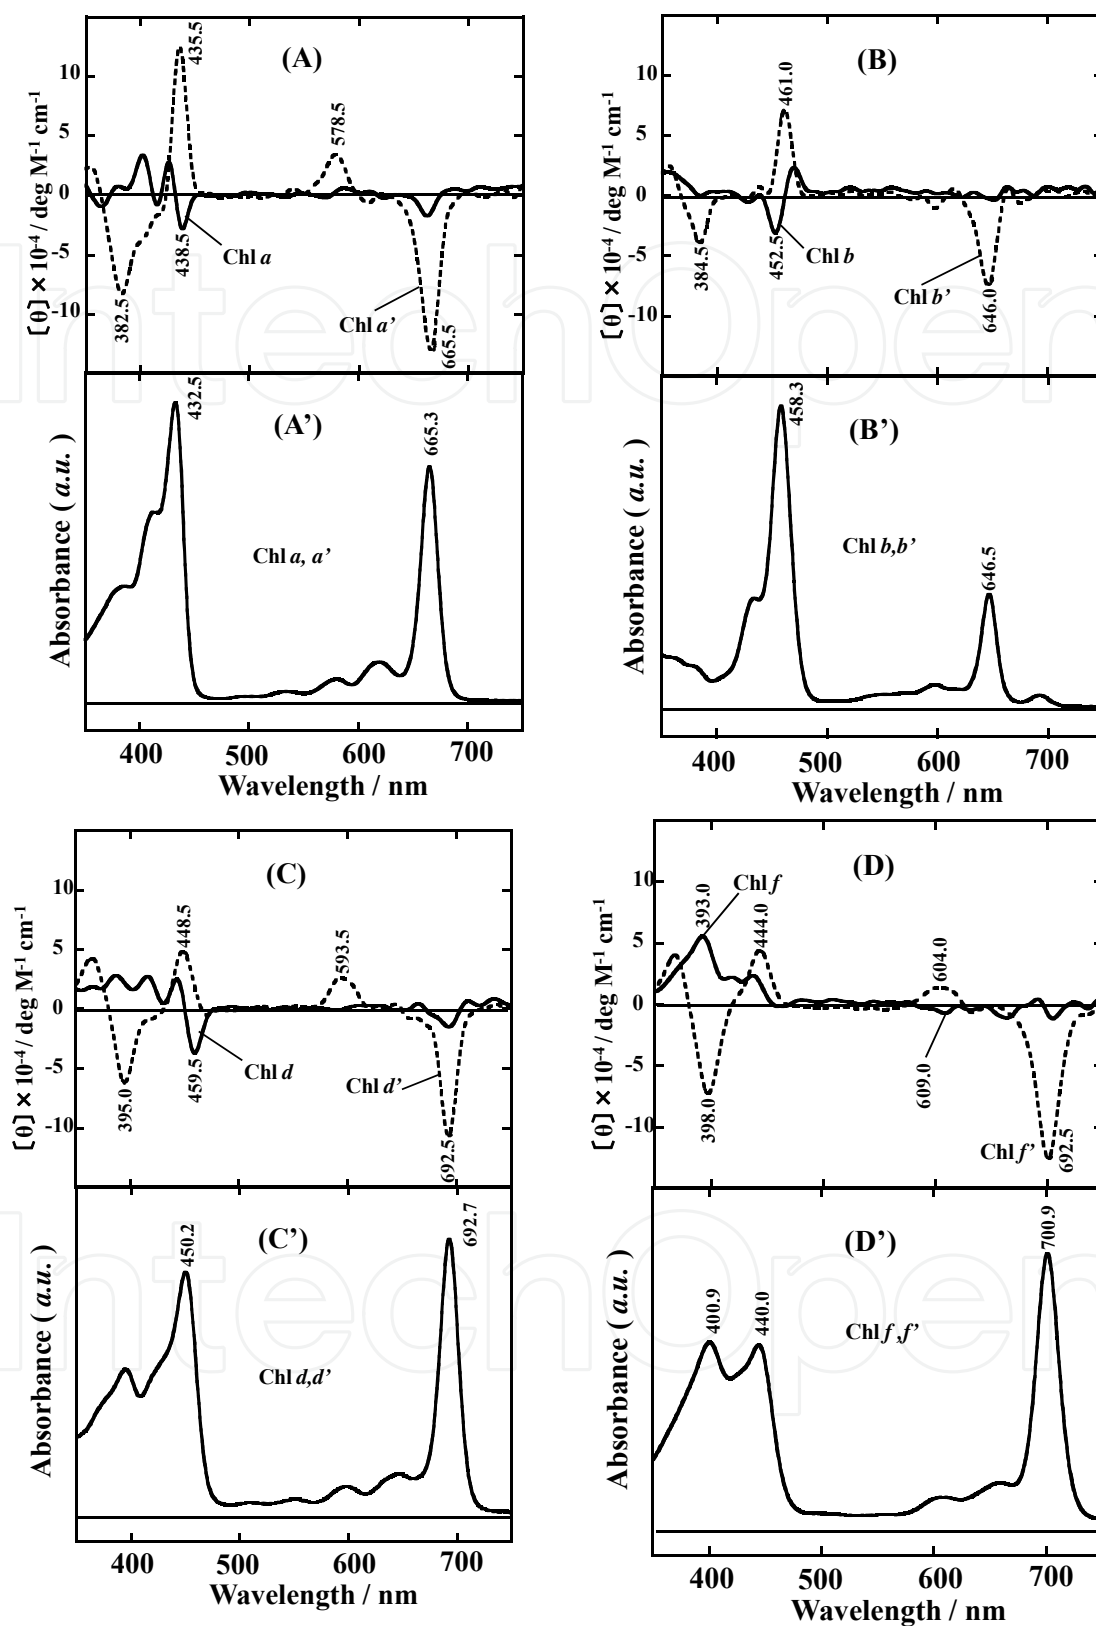 (A)
[θ] × 10-4 / deg M-1 cm-1
10
5
0
-5
-10
435.5
578.5
438.5
382.5
665.5
Chl a
Chl a’
(B)
[θ] × 10-4 / deg M-1 cm-1
10
5
0
-5
-10
461.0
384.5
452.5
646.0
Chl b
Chl b’
(A’)
Absorbance ( a.u. )
432.5
665.3
Chl a, a’
400 500 600 700
Wavelength / nm
(B’)
Absorbance ( a.u. )
458.3
646.5
Chl b,b’
400 500 600 700
Wavelength / nm
(C)
[θ] × 10-4 / deg M-1 cm-1
10
5
0
-5
-10
448.5
593.5
395.0
459.5
692.5
Chl d
Chl d’
(D)
[θ] × 10-4 / deg M-1 cm-1
10
5
0
-5
-10
393.0
Chl f
444.0
604.0
398.0
609.0
692.5
Chl f’
(C’)
Absorbance ( a.u. )
450.2
692.7
Chl d,d’
400 500 600 700
Wavelength / nm
(D’)
Absorbance ( a.u. )
400.9
440.0
700.9
Chl f,f’
400 500 600 700
Wavelength / nm
IntechOpen
IntechOpen